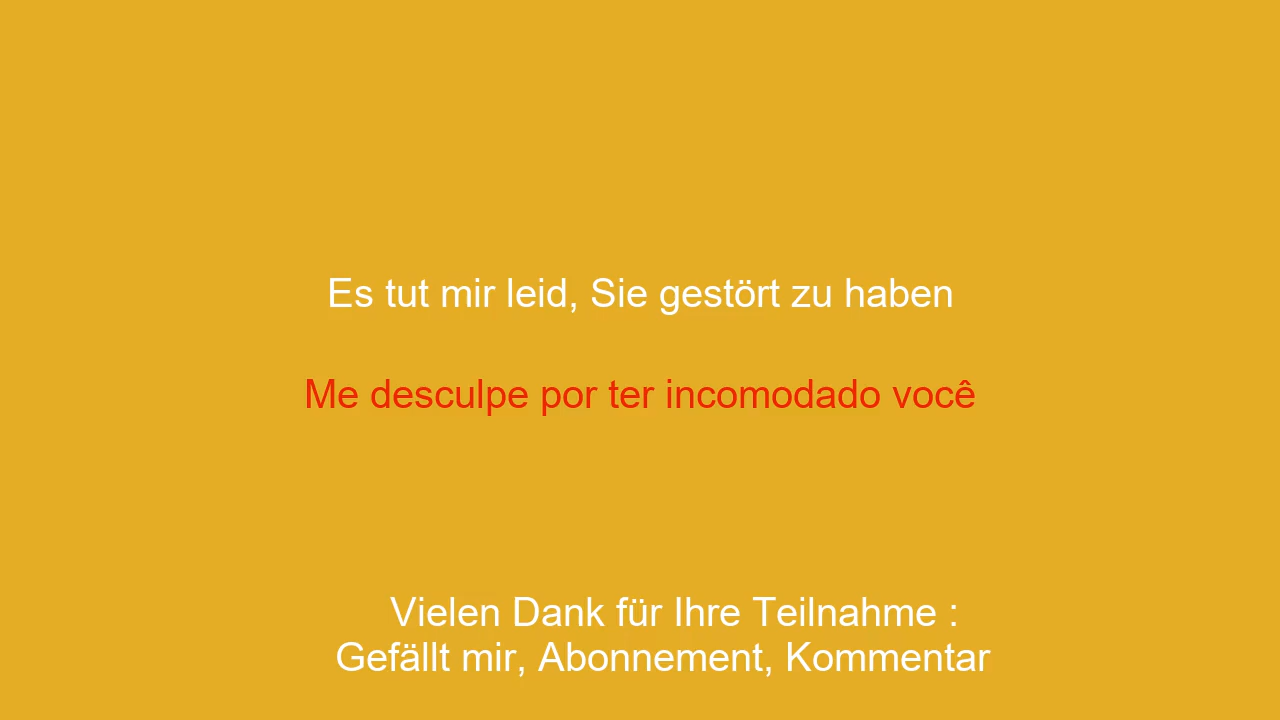 Es tut mir leid, Sie gestört zu haben
Me desculpe por ter incomodado você
Vielen Dank für Ihre Teilnahme :
Gefällt mir, Abonnement, Kommentar